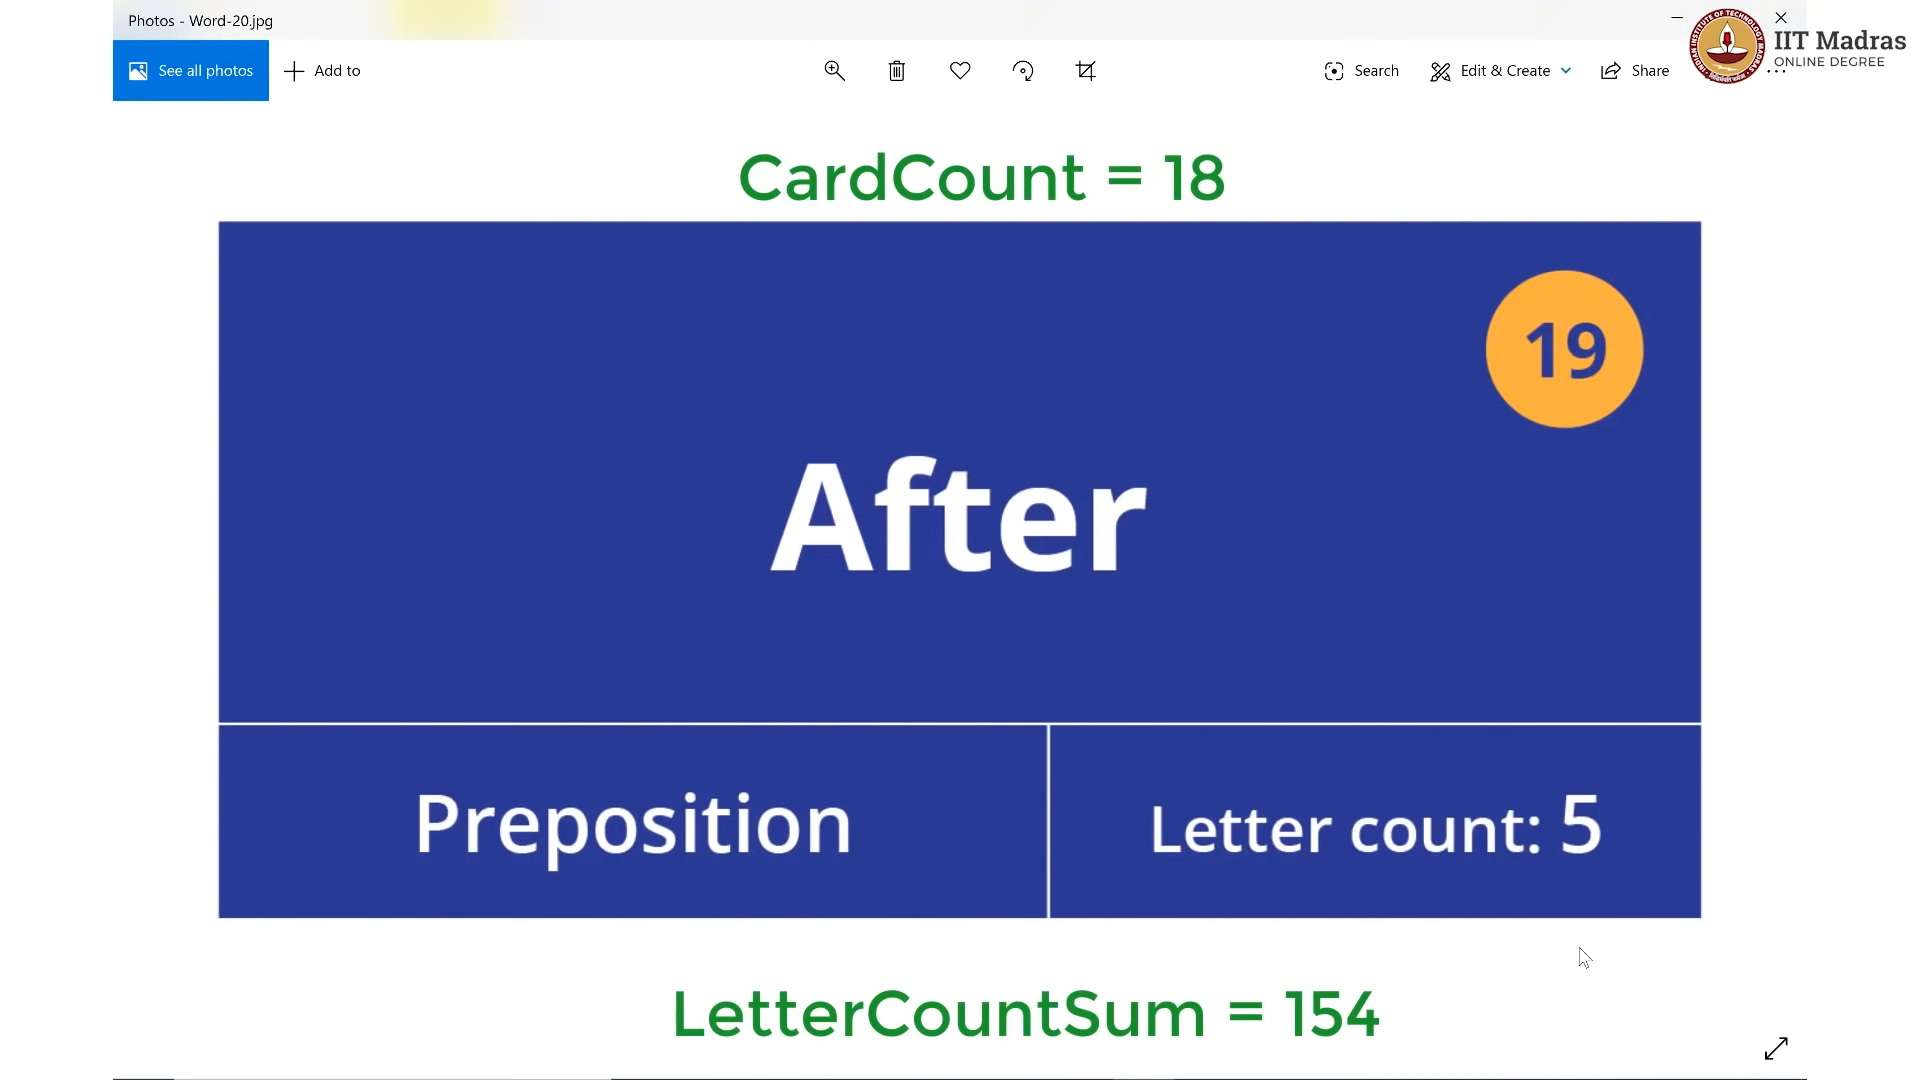 Photos - Word-20.jpg
See all photos
Add to
Search
Edit & Create
Share
IIT Madras
ONLINE DEGREE
CardCount = 18
19
After
Preposition
Letter count: 5
LetterCountSum = 154